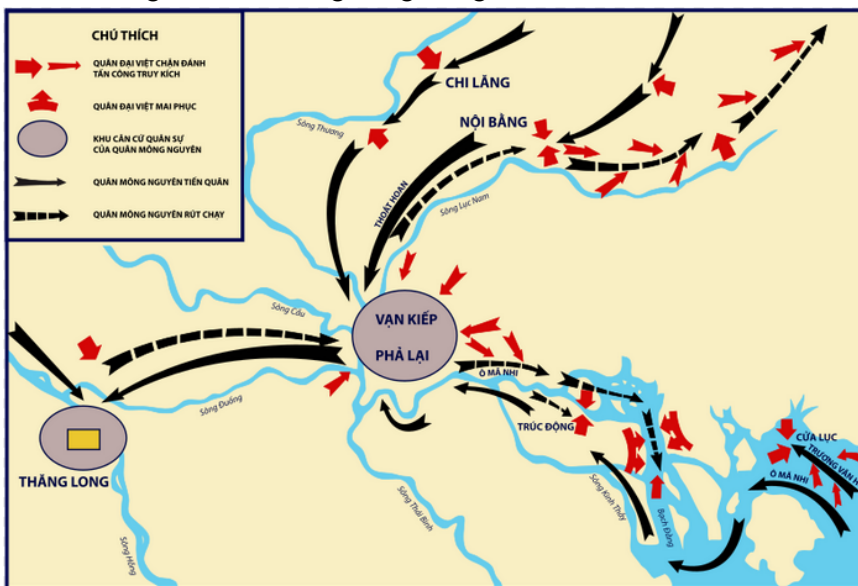 CHÚ THÍCH
QUÂN ĐẠI VIỆT CHẶN ĐÁNH
TẤN CÔNG TRUY KÍCH
QUÂN ĐẠI VIỆT MAI PHỤC
KHU CĂN CỨ QUÂN SỰ
CỦA QUÂN MÔNG NGUYÊN
QUÂN MÔNG NGUYÊN TIẾN QUÂN
QUÂN MÔNG NGUYÊN RÚT CHẠY
CHI LĂNG
Sông Thương
NỘI BẰNG
THOÁT HOAN
Sông Lục Nam
Sông Cầu
VẠN KIẾP
PHẢ LẠI
Ô MÃ NHI
Sông Đuống
TRÚC ĐỘNG
CỬA LỤC
TRƯƠNG VĂN
Ô MÃ NHI
THĂNG LONG
Sông Hồng
Sông Thái Bình
Sông Kinh Thầy
Bạch Đằng